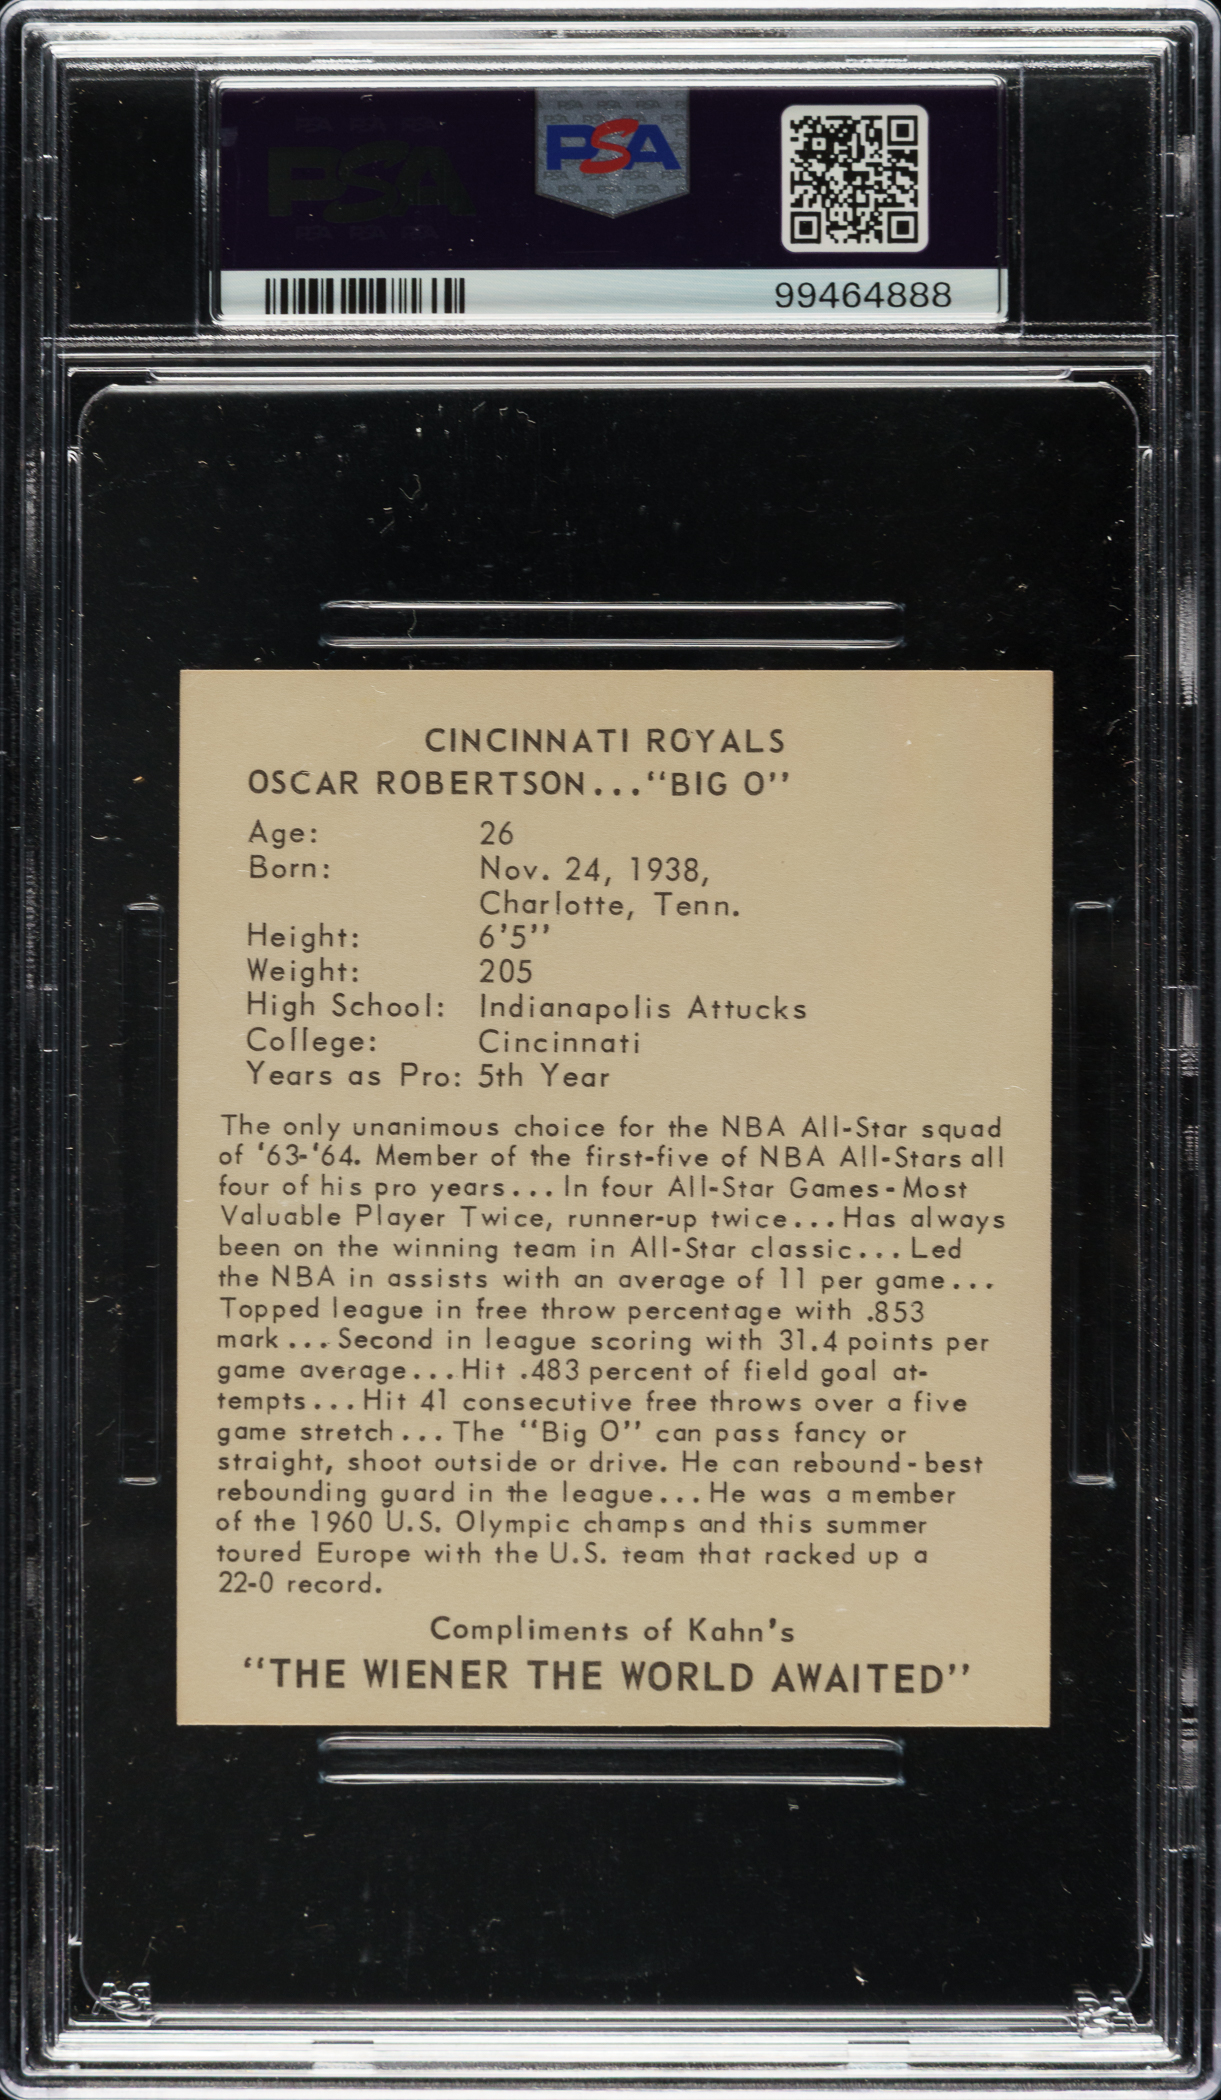 PSA
99464888
CINCINNATI ROYALS
OSCAR ROBERTSON..."BIG O"
Age: 26
Born: Nov. 24, 1938,
Charlotte, Tenn.
Height: 6'5''
Weight: 205
High School: Indianapolis Attucks
College: Cincinnati
Years as Pro: 5th Year
The only unanimous choice for the NBA All-Star squad
of '63-'64. Member of the first-five of NBA All-Stars all
four of his pro years... In four All-Star Games-Most
Valuable Player Twice, runner-up twice...Has always
been on the winning team in All-Star classic... Led
the NBA in assists with an average of 11 per game...
Topped league in free throw percentage with .853
mark... Second in league scoring with 31.4 points per
game average...Hit .483 percent of field goal at-
tempts...Hit 41 consecutive free throws over a five
game stretch... The "Big O" can pass fancy or
straight, shoot outside or drive. He can rebound-best
rebounding guard in the league...He was a member
of the 1960 U.S. Olympic champs and this summer
toured Europe with the U.S. team that racked up a
22-0 record.
Compliments of Kahn's
"THE WIENER THE WORLD AWAITED"